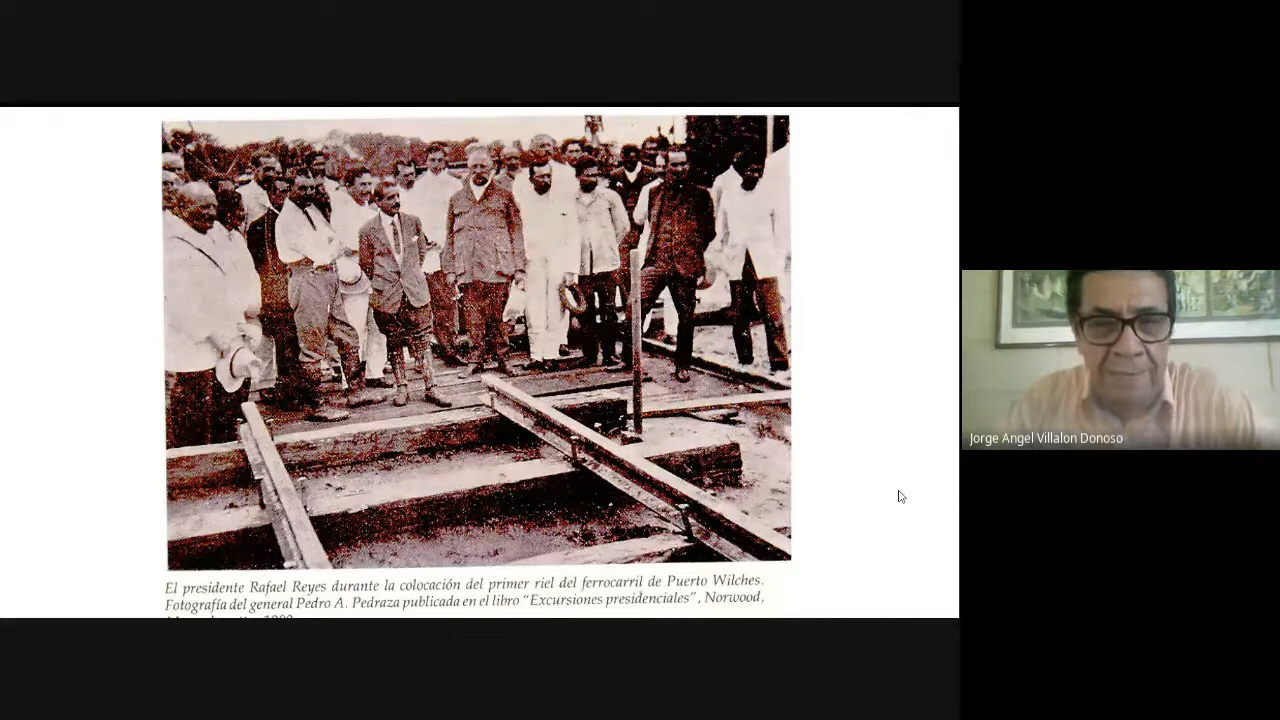 El presidente Rafael Reyes durante la colocación del primer riel del ferrocarril de Puerto Wilches.
Fotografía del general Pedro A. Pedraza publicada en el libro "Excursiones presidenciales", Norwood,
Jorge Angel Villalon Donoso